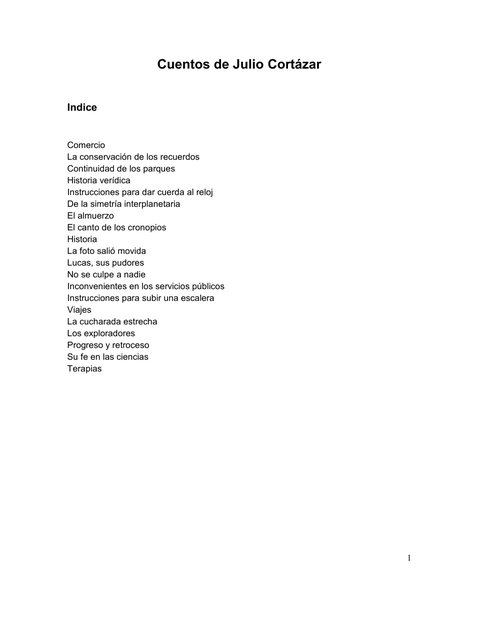 Cuentos de Julio Cortázar
Indice
Comercio
La conservación de los recuerdos
Continuidad de los parques
Historia verídica
Instrucciones para dar cuerda al reloj
De la simetría interplanetaria
El almuerzo
El canto de los cronopios
Historia
La foto salió movida
Lucas, sus pudores
No se culpe a nadie
Inconvenientes en los servicios públicos
Instrucciones para subir una escalera
Viajes
La cucharada estrecha
Los exploradores
Progreso y retroceso
Su fe en las ciencias
Terapias
1